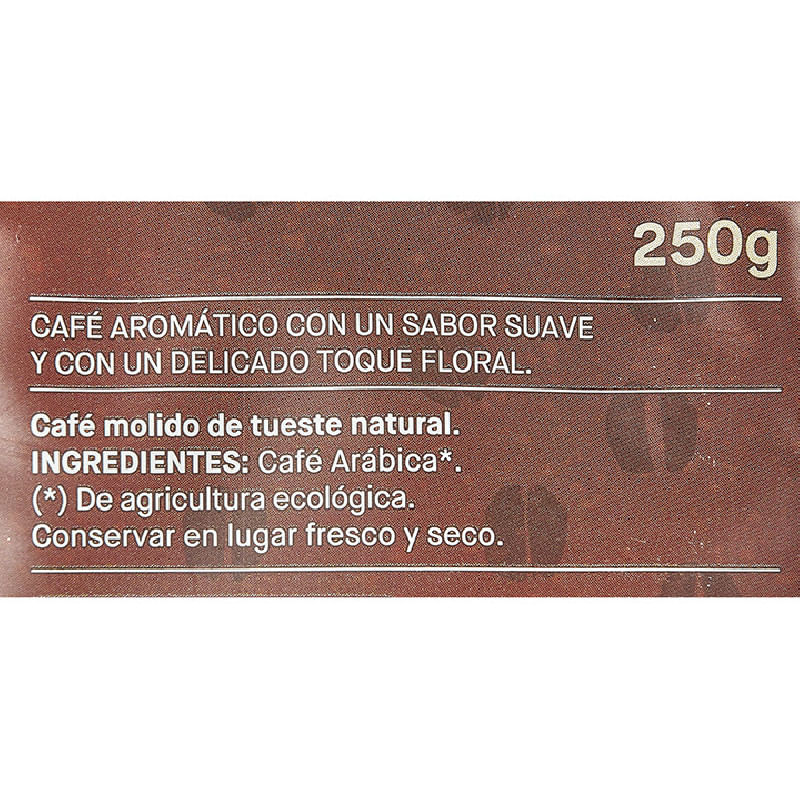 250g
CAFÉ AROMÁTICO CON UN SABOR SUAVE
Y CON UN DELICADO TOQUE FLORAL.
Café molido de tueste natural.
INGREDIENTES: Café Arábica*.
(*) De agricultura ecológica.
Conservar en lugar fresco y seco.